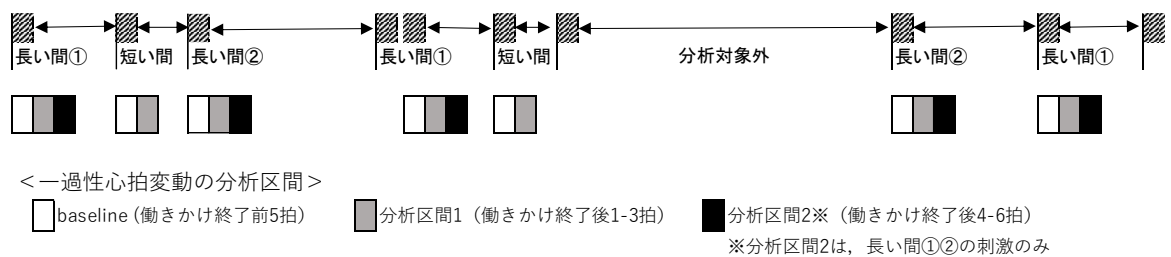 長い間① 短い間 長い間② 長い間① 短い間 分析対象外 長い間② 長い間①
＜一過性心拍変動の分析区間＞
baseline (働きかけ終了前5拍) 分析区間1（働きかけ終了後1-3拍） 分析区間2※（働きかけ終了後4-6拍）
※分析区間2は，長い間①②の刺激のみ